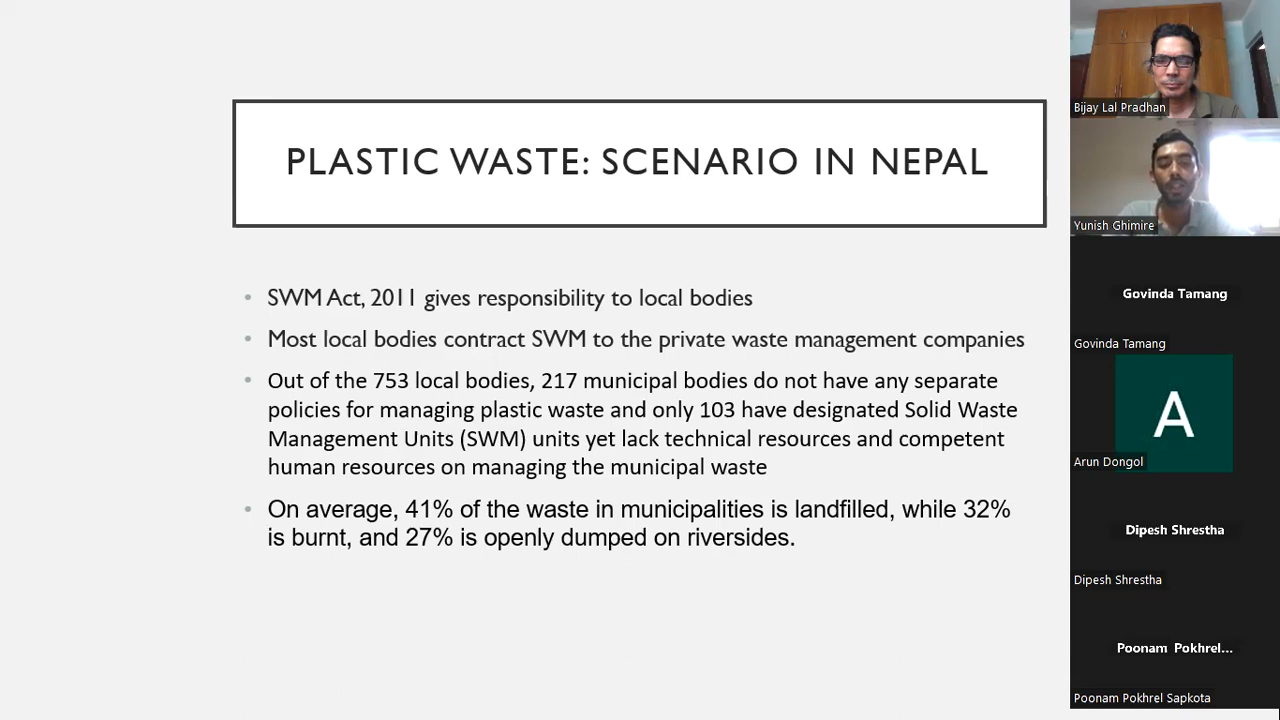 PLASTIC WASTE: SCENARIO IN NEPAL
• SWM Act, 2011 gives responsibility to local bodies
• Most local bodies contract SWM to the private waste management companies
• Out of the 753 local bodies, 217 municipal bodies do not have any separate
policies for managing plastic waste and only 103 have designated Solid Waste
Management Units (SWM) units yet lack technical resources and competent
human resources on managing the municipal waste
• On average, 41% of the waste in municipalities is landfilled, while 32%
is burnt, and 27% is openly dumped on riversides.
Bijay Lal Pradhan
Yunish Ghimire
Govinda Tamang
Govinda Tamang
A
Arun Dongol
Dipesh Shrestha
Dipesh Shrestha
Poonam Pokhrel...
Poonam Pokhrel Sapkota